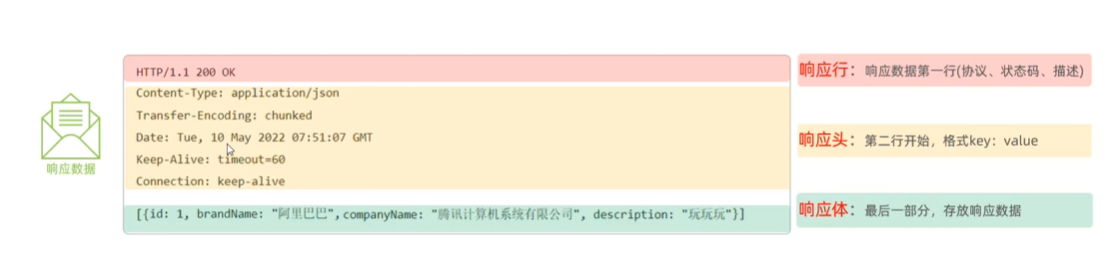 HTTP/1.1 200 OK
响应行：响应数据第一行(协议、状态码、描述)
Content-Type: application/json
Transfer-Encoding: chunked
Date: Tue, 10 May 2022 07:51:07 GMT
响应头：第二行开始，格式key：value
Keep-Alive: timeout=60
响应数据
Connection: keep-alive
[{id: 1, brandName: "阿里巴巴",companyName: "腾讯计算机系统有限公司", description: "玩玩玩"}]
响应体：最后一部分，存放响应数据